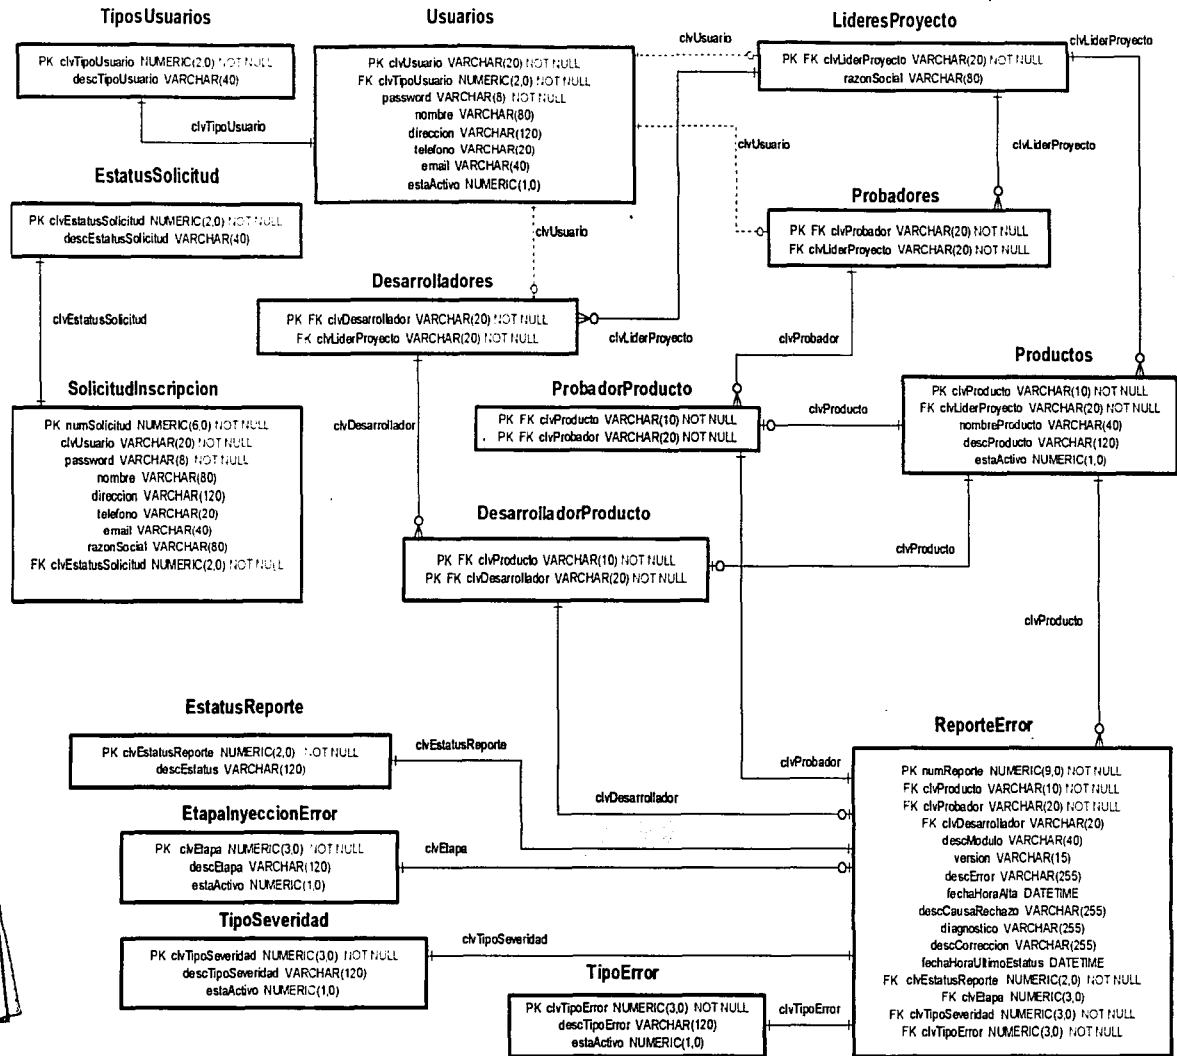 TiposUsuarios
PK clvTipoUsuario NUMERIC(2,0) NOT NULL
descTipoUsuario VARCHAR(40)
clvTipoUsuario
Usuarios
PK clvUsuario VARCHAR(20) NOT NULL
FK clvTipoUsuario NUMERIC(2,0) NOT NULL
password VARCHAR(8) NOT NULL
nombre VARCHAR(80)
direccion VARCHAR(120)
telefono VARCHAR(20)
email VARCHAR(40)
estaActivo NUMERIC(1,0)
clvUsuario
clvUsuario
clvUsuario
LideresProyecto
PK FK clvLiderProyecto VARCHAR(20) NOT NULL
razonSocial VARCHAR(80)
clvLiderProyecto
clvLiderProyecto
clvLiderProyecto
EstatusSolicitud
PK clvEstatusSolicitud NUMERIC(2,0) NOT NULL
descEstatusSolicitud VARCHAR(40)
clvEstatusSolicitud
Probadores
PK FK clvProbador VARCHAR(20) NOT NULL
FK clvLiderProyecto VARCHAR(20) NOT NULL
clvProbador
Desarrolladores
PK FK clvDesarrollador VARCHAR(20) NOT NULL
FK clvLiderProyecto VARCHAR(20) NOT NULL
clvDesarrollador
SolicitudInscripcion
PK numSolicitud NUMERIC(6,0) NOT NULL
clvUsuario VARCHAR(20) NOT NULL
password VARCHAR(8) NOT NULL
nombre VARCHAR(80)
direccion VARCHAR(120)
telefono VARCHAR(20)
email VARCHAR(40)
razonSocial VARCHAR(80)
FK clvEstatusSolicitud NUMERIC(2,0) NOT NULL
ProbadorProducto
PK FK clvProducto VARCHAR(10) NOT NULL
PK FK clvProbador VARCHAR(20) NOT NULL
clvProducto
Productos
PK clvProducto VARCHAR(10) NOT NULL
FK clvLiderProyecto VARCHAR(20) NOT NULL
nombreProducto VARCHAR(40)
descProducto VARCHAR(120)
estaActivo NUMERIC(1,0)
DesarrolladorProducto
PK FK clvProducto VARCHAR(10) NOT NULL
PK FK clvDesarrollador VARCHAR(20) NOT NULL
clvProducto
clvProducto
EstatusReporte
PK clvEstatusReporte NUMERIC(2,0) NOT NULL
descEstatus VARCHAR(120)
clvEstatusReporte
clvProbador
clvDesarrollador
EtapaInyeccionError
PK clvEtapa NUMERIC(3,0) NOT NULL
descEtapa VARCHAR(120)
estaActivo NUMERIC(1,0)
clvEtapa
TipoSeveridad
PK clvTipoSeveridad NUMERIC(3,0) NOT NULL
descTipoSeveridad VARCHAR(120)
estaActivo NUMERIC(1,0)
clvTipoSeveridad
TipoError
PK clvTipoError NUMERIC(3,0) NOT NULL
descTipoError VARCHAR(120)
estaActivo NUMERIC(1,0)
clvTipoError
ReporteError
PK numReporte NUMERIC(9,0) NOT NULL
FK clvProducto VARCHAR(10) NOT NULL
FK clvProbador VARCHAR(20) NOT NULL
FK clvDesarrollador VARCHAR(20)
descModulo VARCHAR(40)
version VARCHAR(15)
descError VARCHAR(255)
fechaHoraAlta DATETIME
descCausaRechazo VARCHAR(255)
diagnostico VARCHAR(255)
descCorreccion VARCHAR(255)
fechaHoraUltimoEstatus DATETIME
FK clvEstatusReporte NUMERIC(2,0) NOT NULL
FK clvEtapa NUMERIC(3,0)
FK clvTipoSeveridad NUMERIC(3,0) NOT NULL
FK clvTipoError NUMERIC(3,0) NOT NULL